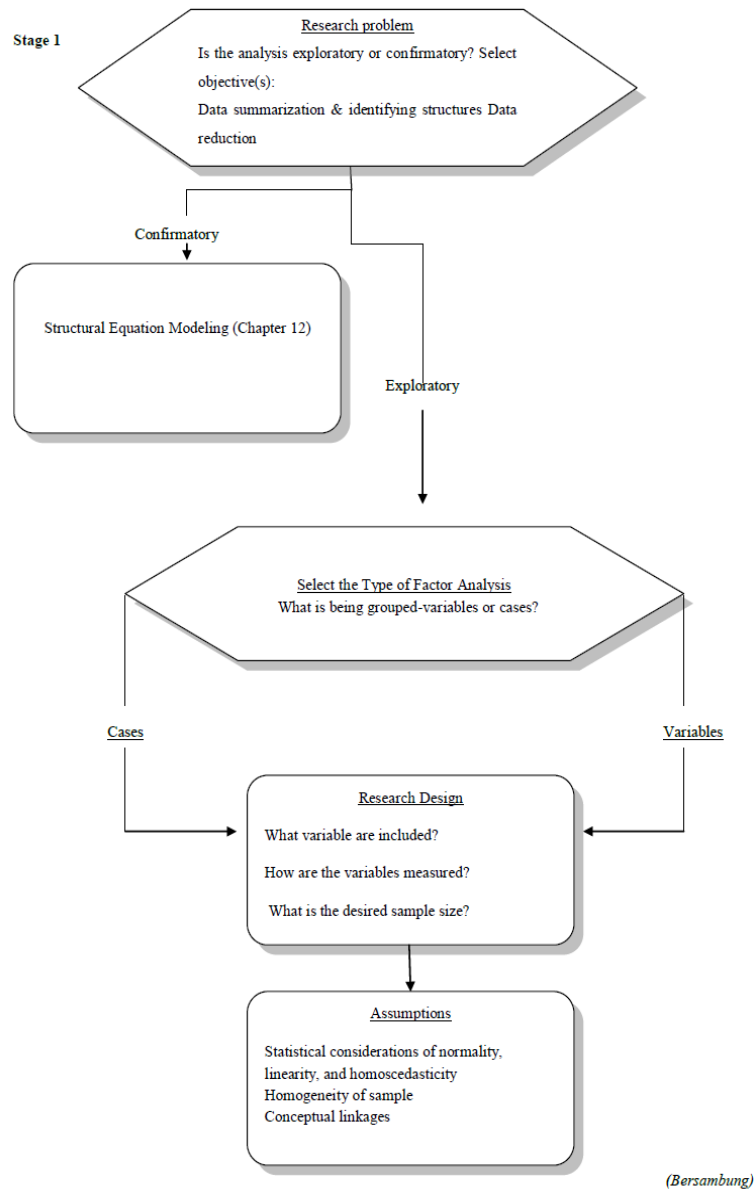 Stage 1
Research problem
Is the analysis exploratory or confirmatory? Select
objective(s):
Data summarization & identifying structures Data
reduction
Confirmatory
Structural Equation Modeling (Chapter 12)
Exploratory
Select the Type of Factor Analysis
What is being grouped-variables or cases?
Cases
Variables
Research Design
What variable are included?
How are the variables measured?
What is the desired sample size?
Assumptions
Statistical considerations of normality,
linearity, and homoscedasticity
Homogeneity of sample
Conceptual linkages
(Bersambung)